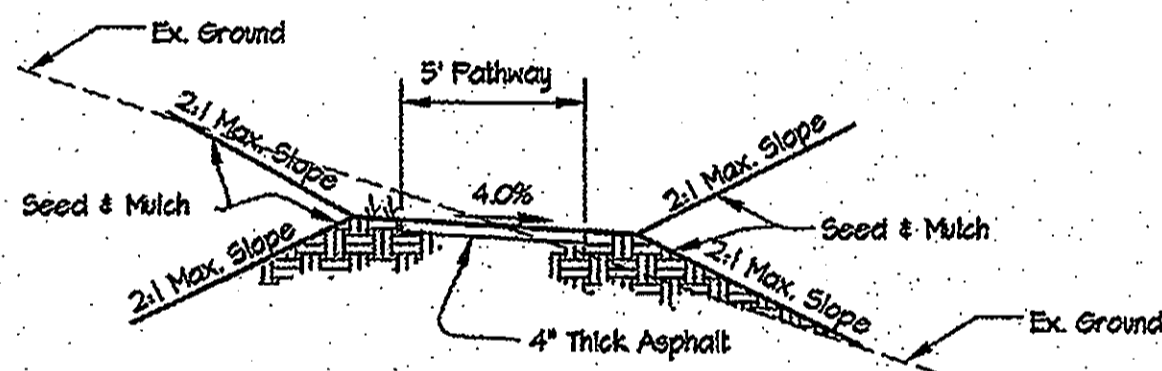 Ex. Ground
5' Pathway
2:1 Max. Slope
2:1 Max. Slope
4.0%
Seed & Mulch
Seed & Mulch
2:1 Max. Slope
2:1 Max. Slope
4" Thick Asphalt
Ex. Ground